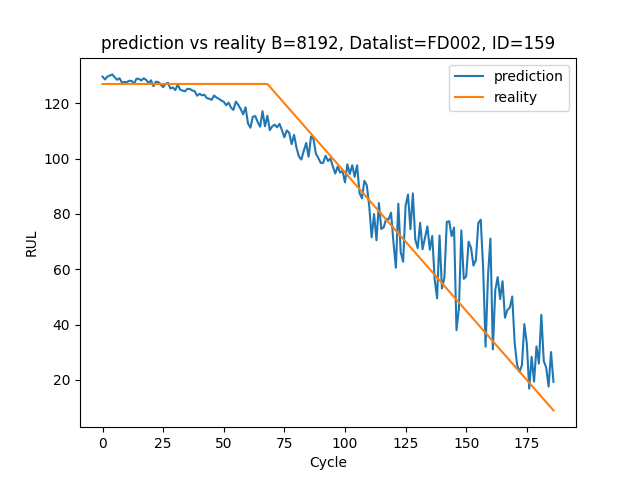 prediction vs reality B=8192, Datalist=FD002, ID=159
prediction
reality
RUL
120
100
80
60
40
20
0 25 50 75 100 125 150 175
Cycle